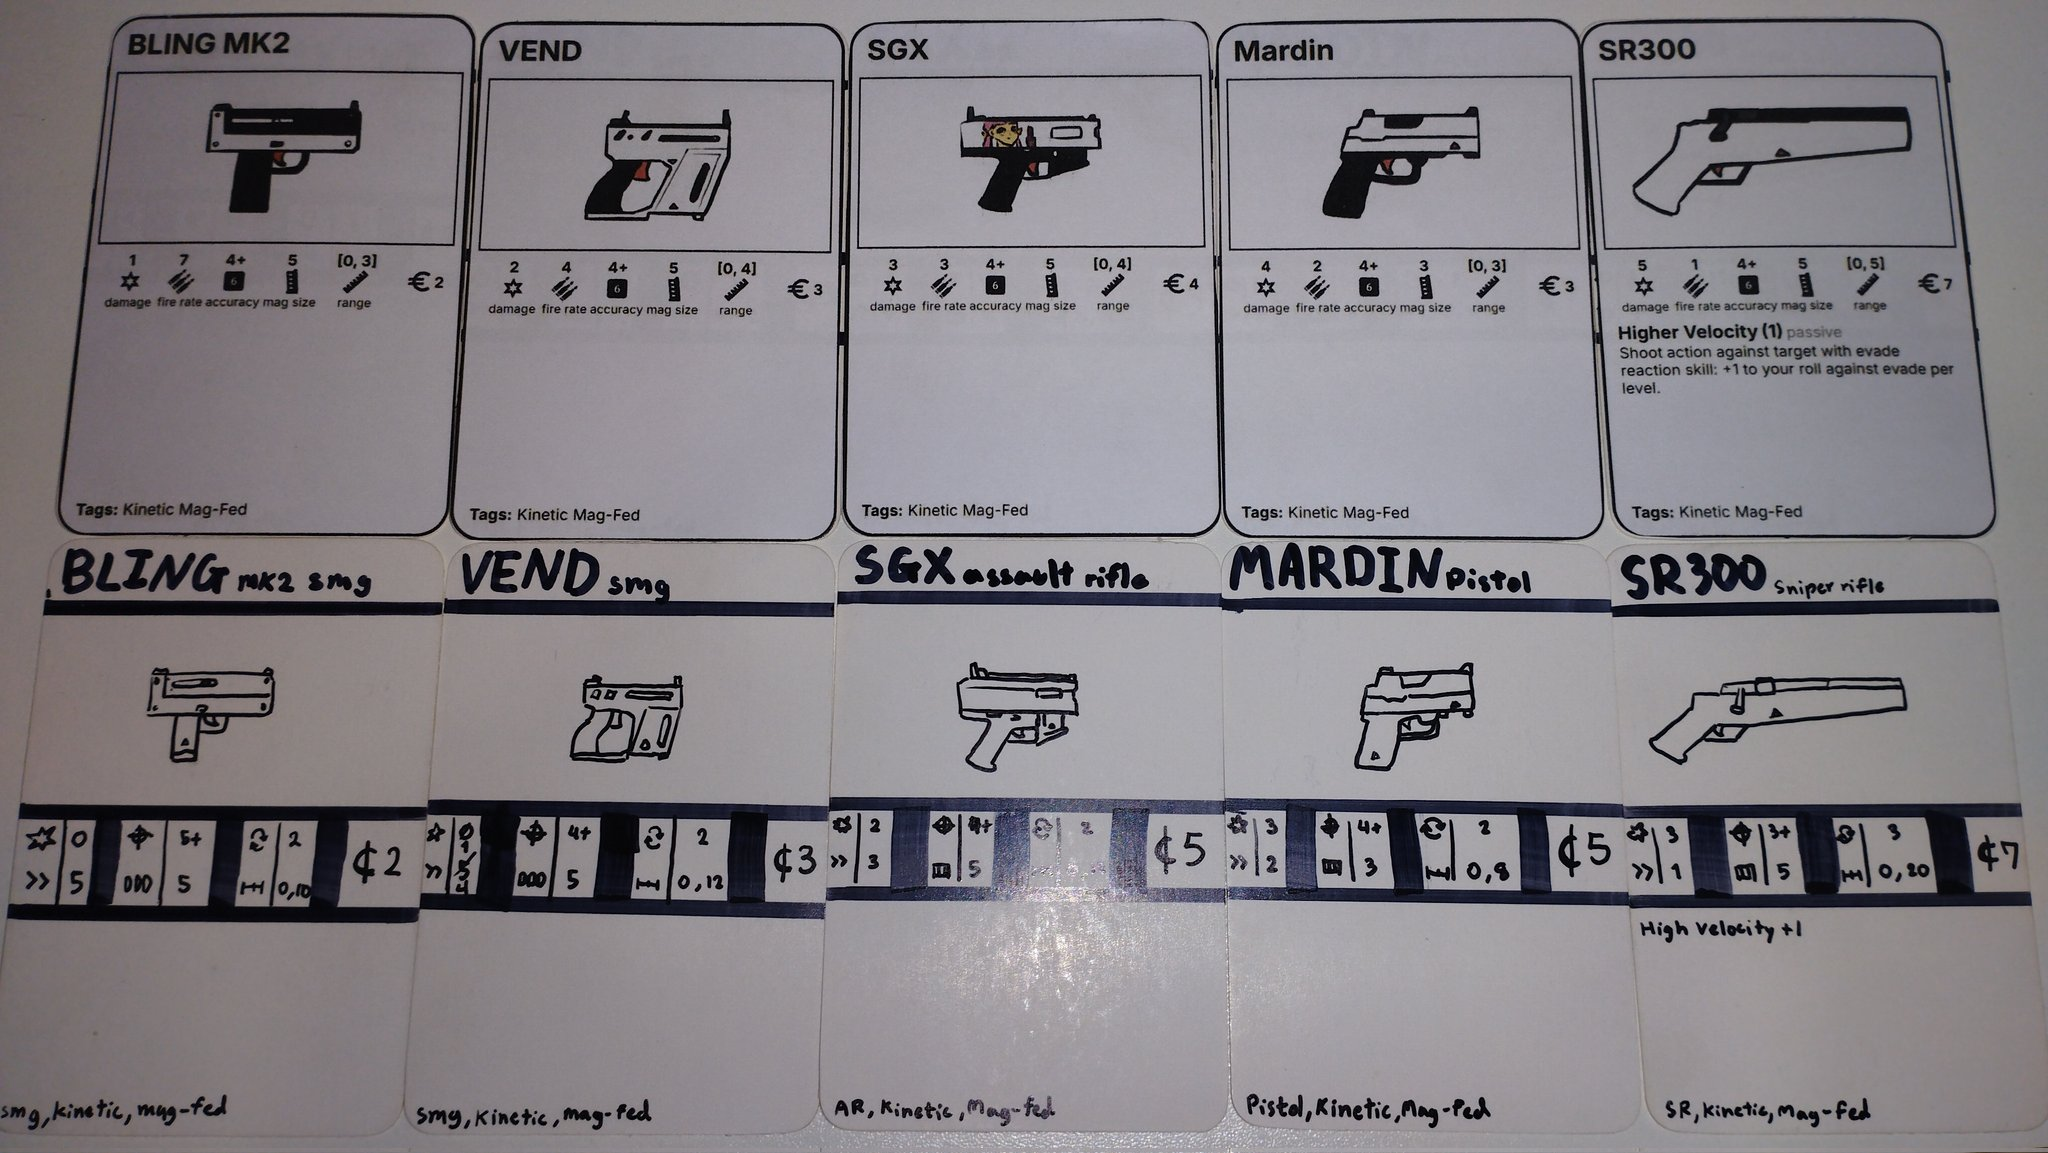 BLING MK2
1 7 4+ 5 [0, 3]
6
€ 2
damage fire rate accuracy mag size range
Tags: Kinetic Mag-Fed
VEND
2 4 4+ 5 [0, 4]
6
€ 3
damage fire rate accuracy mag size range
Tags: Kinetic Mag-Fed
SGX
3 3 4+ 5 [0, 4]
6
€ 4
damage fire rate accuracy mag size range
Tags: Kinetic Mag-Fed
Mardin
4 2 4+ 3 [0, 3]
6
€ 3
damage fire rate accuracy mag size range
Tags: Kinetic Mag-Fed
SR300
5 1 4+ 5 [0, 5]
6
€ 7
damage fire rate accuracy mag size range
Higher Velocity (1) passive
Shoot action against target with evade
reaction skill: +1 to your roll against evade per
level.
Tags: Kinetic Mag-Fed
BLING mk2 smg
0 5+ 2
¢2
5 5 0,10
smg, kinetic, mag-fed
VEND smg
4+ 2
¢3
5 0,12
smg, Kinetic, mag-fed
SGX assault rifle
2 2
¢5
3 5
AR, Kinetic, Mag-fed
MARDIN Pistol
3 4+ 2
¢5
2 3 0,8
Pistol, Kinetic, Mag-Fed
SR300 Sniper rifle
3 3+ 3
¢7
1 5 0,20
High Velocity +1
SR, Kinetic, Mag-fed